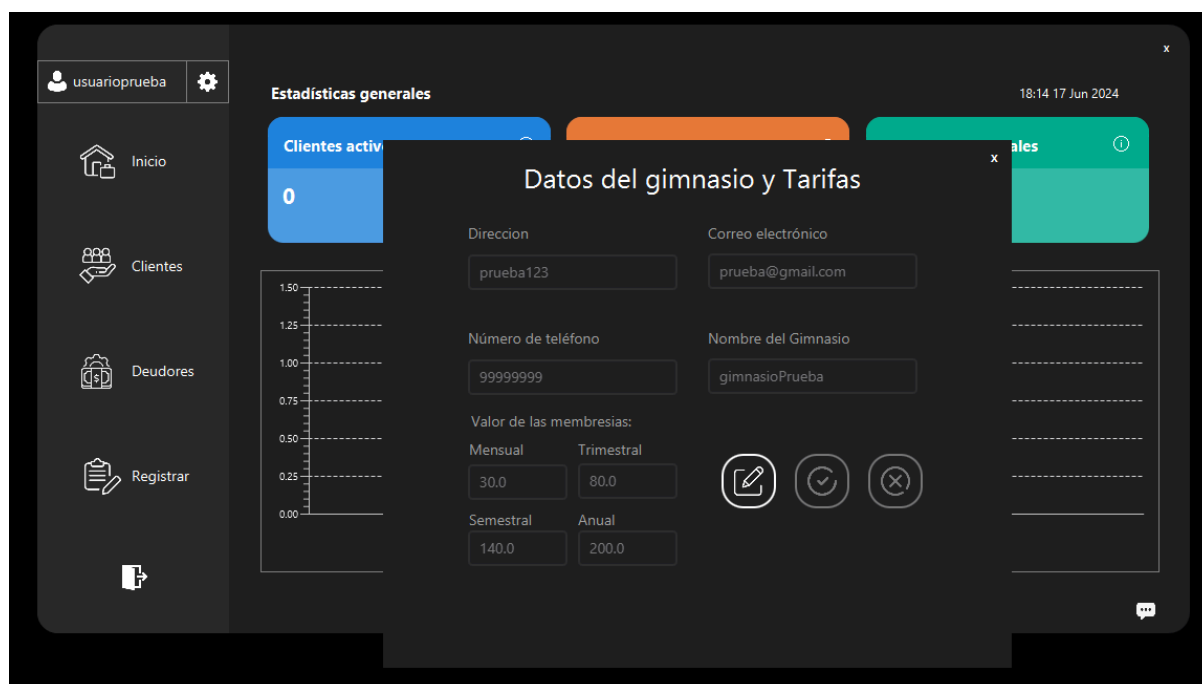 x
usuarioprueba
Estadísticas generales
18:14 17 Jun 2024
Inicio
Clientes
Deudores
Registrar
Clientes
0
ales
1.50
1.25
1.00
0.75
0.50
0.25
0.00
x
Datos del gimnasio y Tarifas
Direccion
Correo electrónico
prueba123
prueba@gmail.com
Número de teléfono
Nombre del Gimnasio
99999999
gimnasioPrueba
Valor de las membresias:
Mensual
Trimestral
30.0
80.0
Semestral
Anual
140.0
200.0